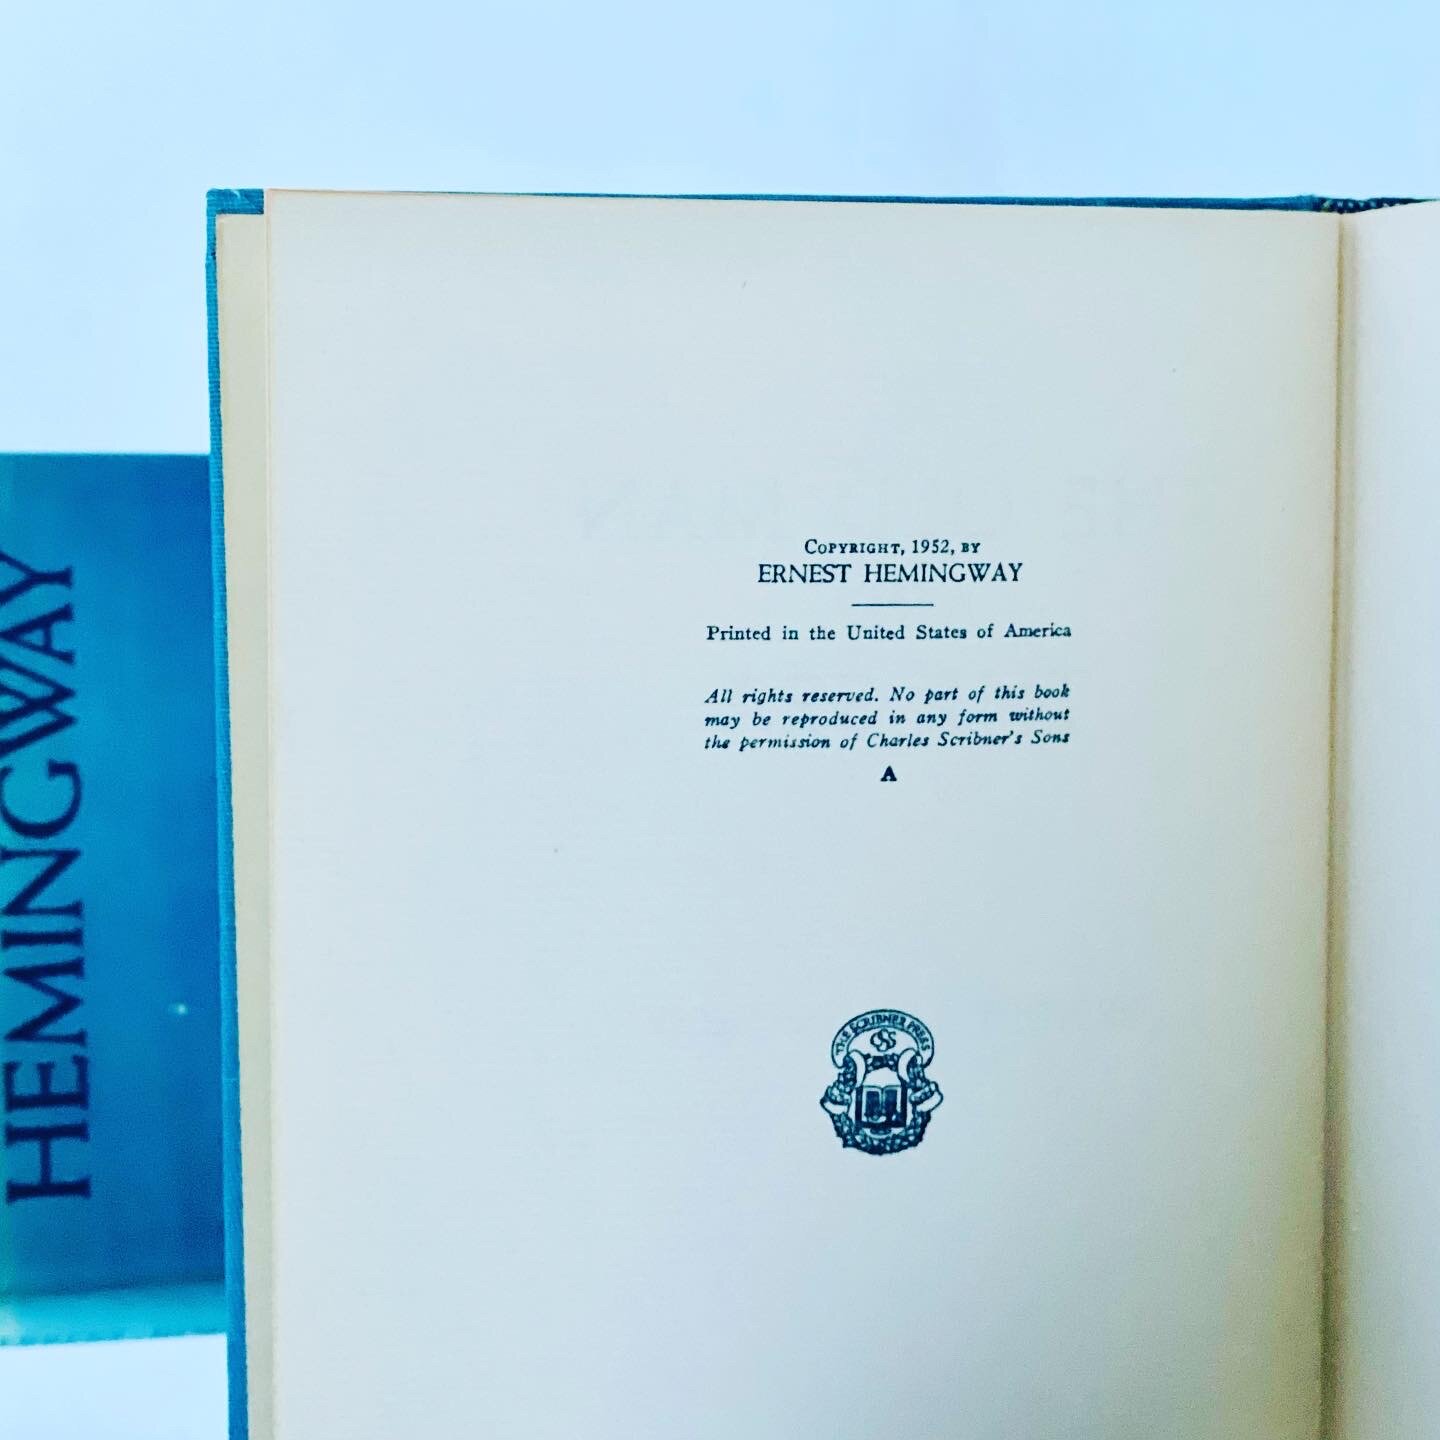 HEMINGWAY
COPYRIGHT, 1952, BY
ERNEST HEMINGWAY
Printed in the United States of America
All rights reserved. No part of this book
may be reproduced in any form without
the permission of Charles Scribner's Sons
A
THE SCRIBNER PRESS
CSS